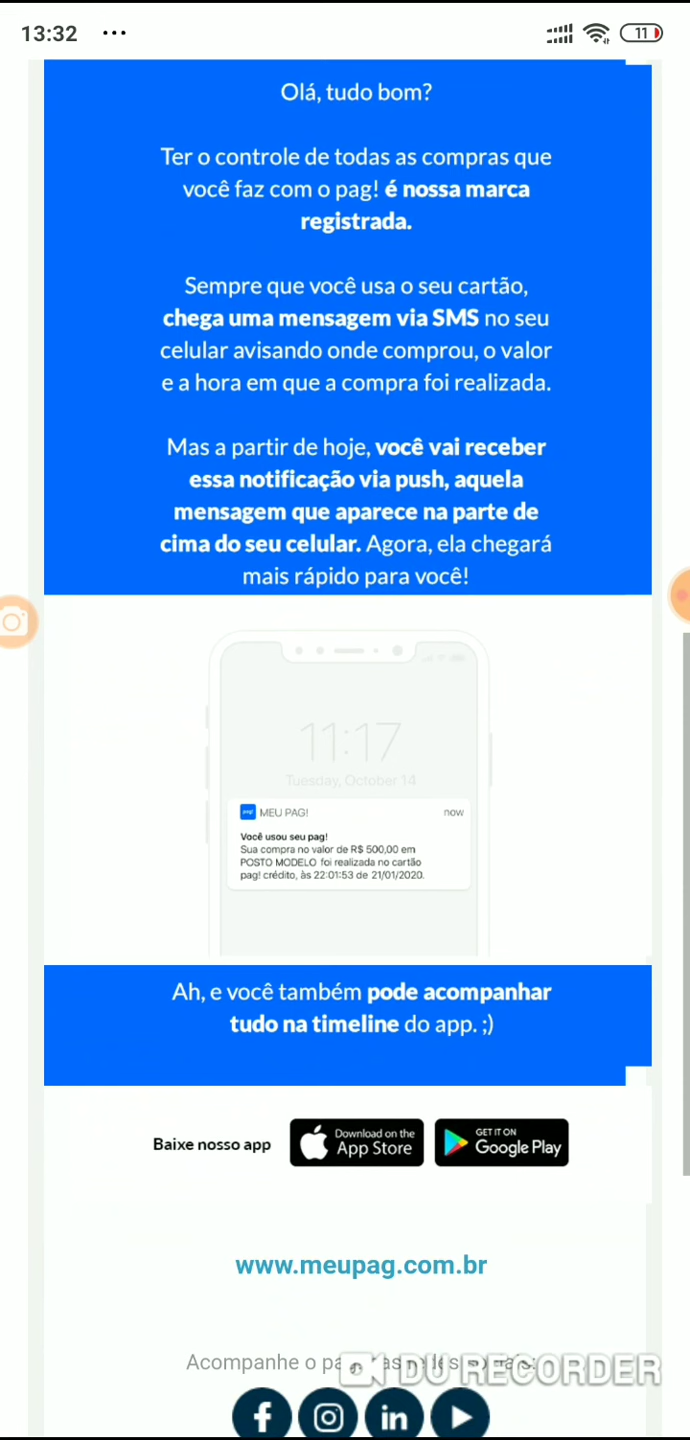 13:32 ...
11
Olá, tudo bom?
Ter o controle de todas as compras que
você faz com o pag! é nossa marca
registrada.
Sempre que você usa o seu cartão,
chega uma mensagem via SMS no seu
celular avisando onde comprou, o valor
e a hora em que a compra foi realizada.
Mas a partir de hoje, você vai receber
essa notificação via push, aquela
mensagem que aparece na parte de
cima do seu celular. Agora, ela chegará
mais rápido para você!
11:17
Tuesday, October 14
pag! MEU PAG! now
Você usou seu pag!
Sua compra no valor de R$ 500,00 em
POSTO MODELO foi realizada no cartão
pag! crédito, às 22:01:53 de 21/01/2020.
Ah, e você também pode acompanhar
tudo na timeline do app. ;)
Baixe nosso app
Download on the
App Store
GET IT ON
Google Play
www.meupag.com.br
Acompanhe o
DU RECORDER